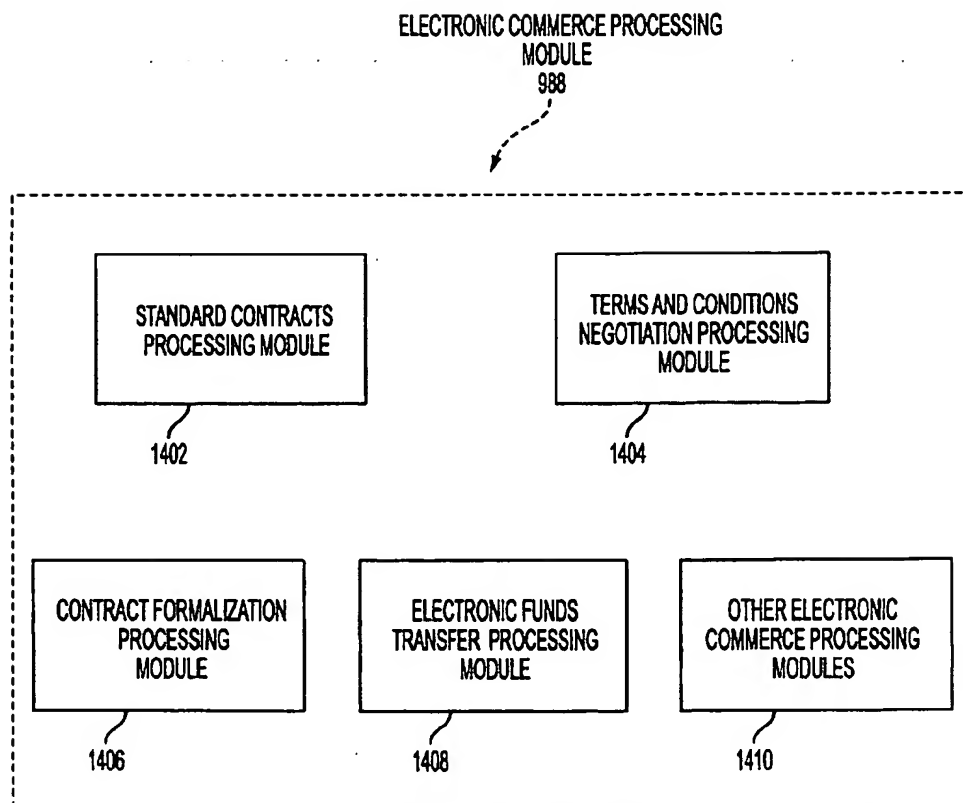 ELECTRONIC COMMERCE PROCESSING
MODULE
988
STANDARD CONTRACTS
PROCESSING MODULE
1402
TERMS AND CONDITIONS
NEGOTIATION PROCESSING
MODULE
1404
CONTRACT FORMALIZATION
PROCESSING
MODULE
1406
ELECTRONIC FUNDS
TRANSFER PROCESSING
MODULE
1408
OTHER ELECTRONIC
COMMERCE PROCESSING
MODULES
1410